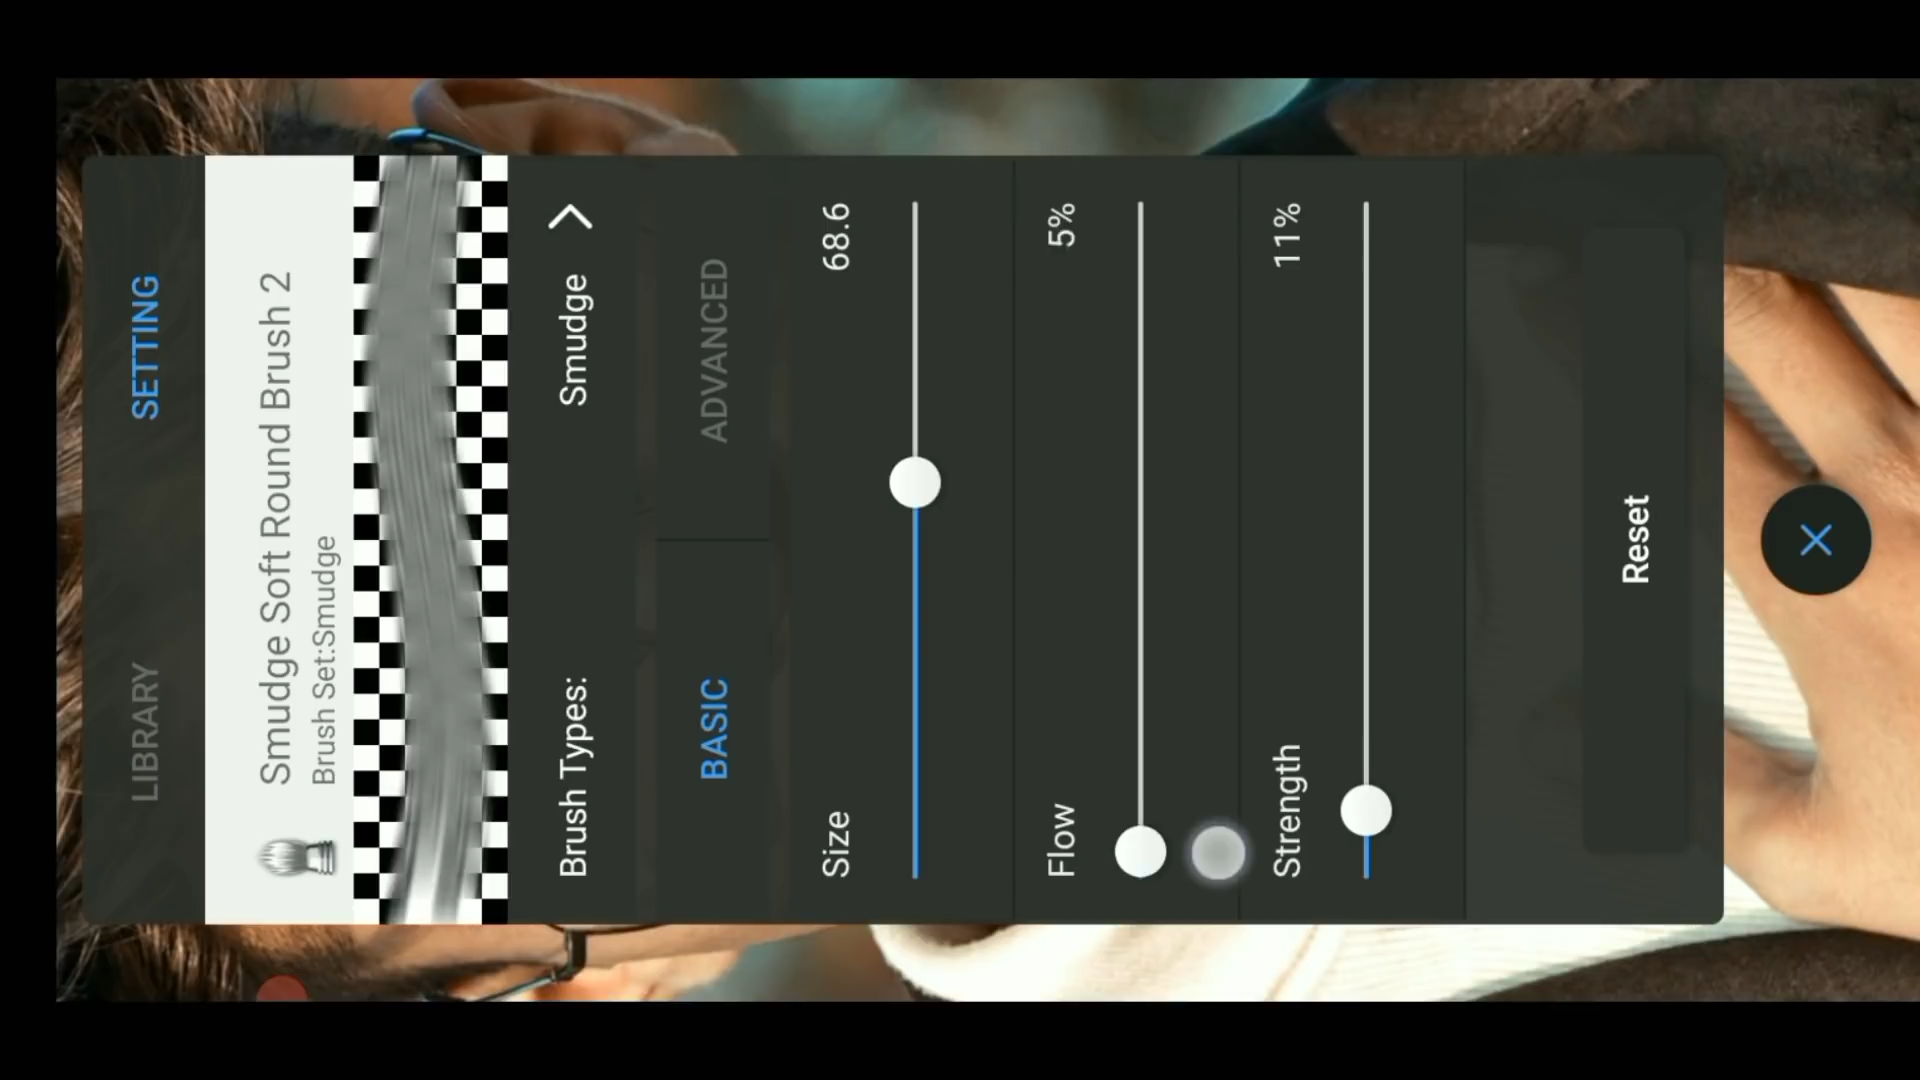 LIBRARY SETTING
Smudge Soft Round Brush 2
Brush Set:Smudge
Brush Types: Smudge
BASIC ADVANCED
Size 68.6
Flow 5%
Strength 11%
Reset